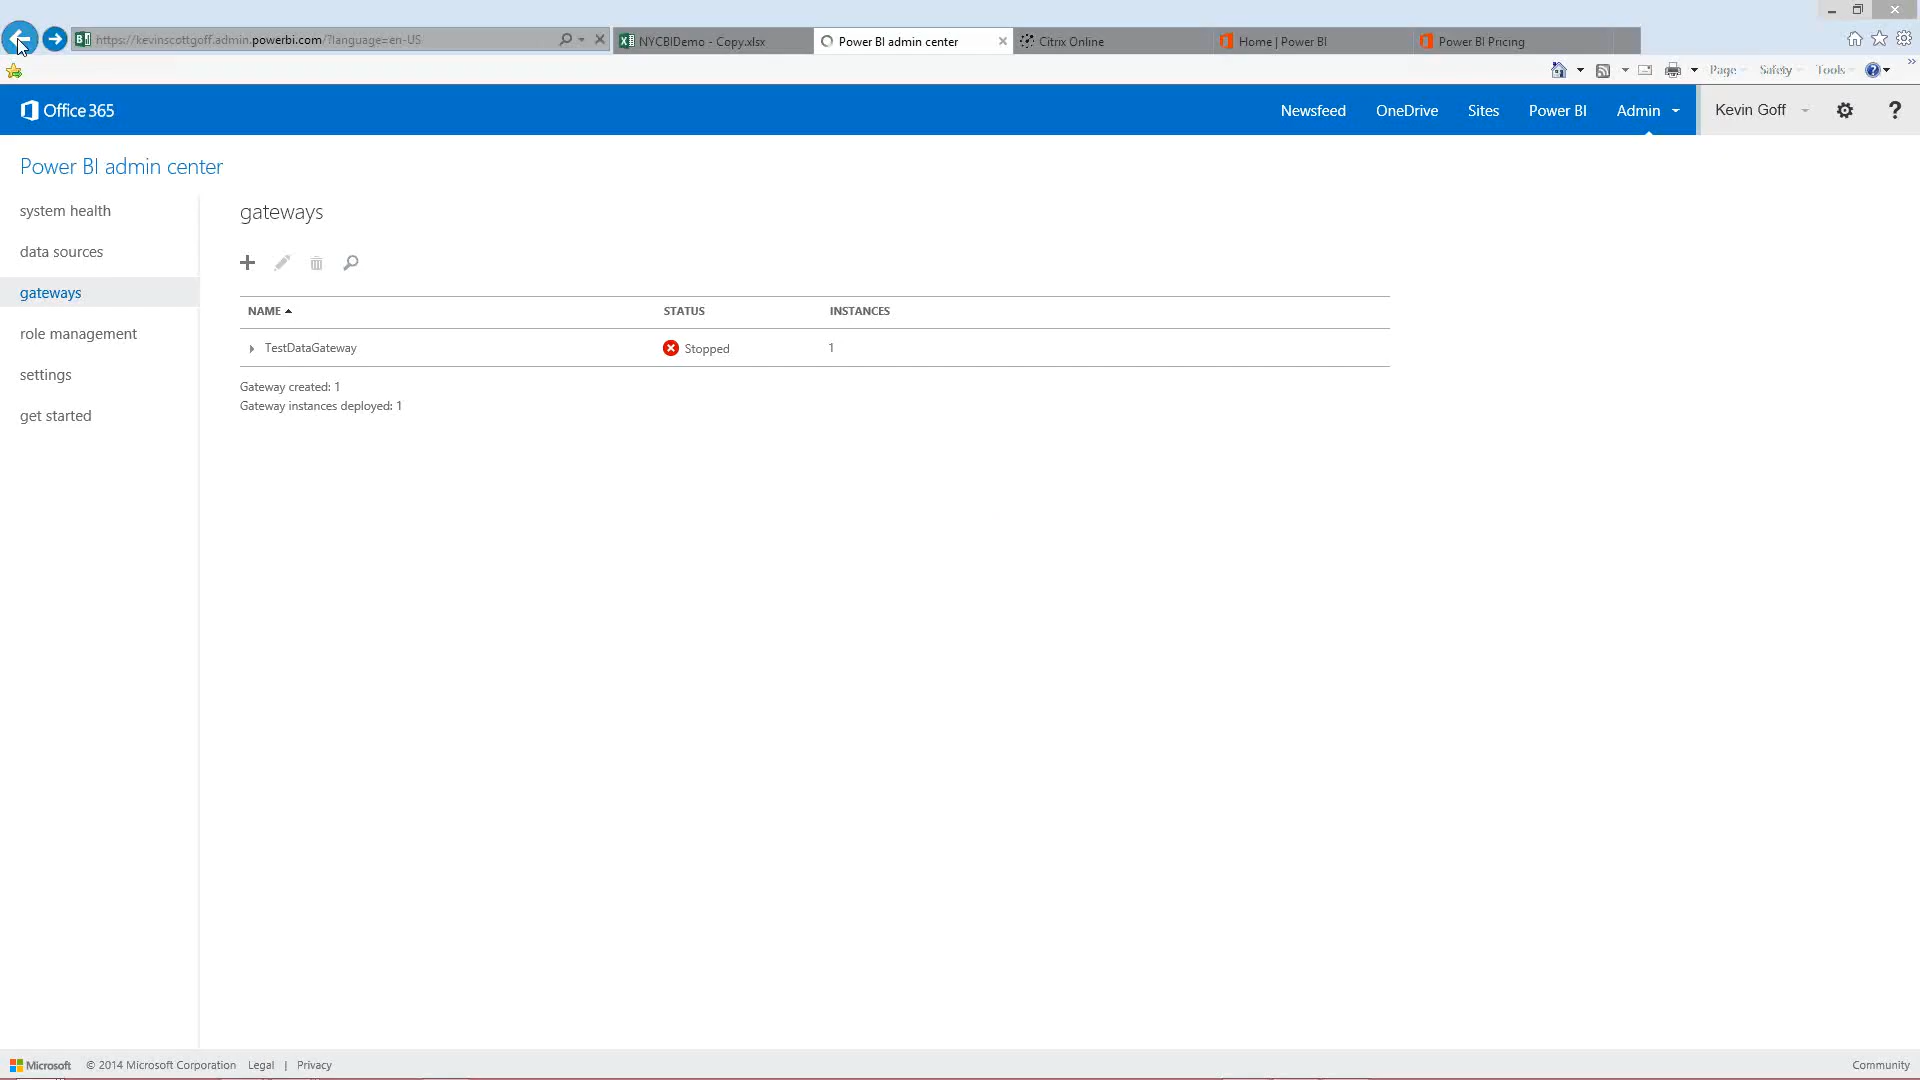 https://kevinscottgoff.admin.powerbi.com/?language=en-US
NYCBIDemo - Copy.xlsx
Power BI admin center
Citrix Online
Home | Power BI
Power BI Pricing
Page
Safety
Tools
Office 365
Newsfeed
OneDrive
Sites
Power BI
Admin
Kevin Goff
?
Power BI admin center
system health
data sources
gateways
role management
settings
get started
gateways
NAME STATUS INSTANCES
TestDataGateway Stopped 1
Gateway created: 1
Gateway instances deployed: 1
Microsoft © 2014 Microsoft Corporation Legal | Privacy
Community